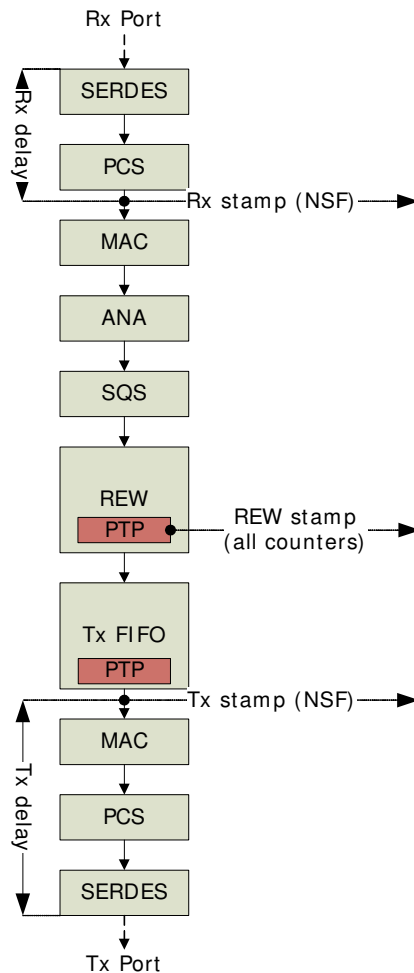 Rx Port
SERDES
Rx delay
PCS
Rx stamp (NSF)
MAC
ANA
SQS
REW
PTP
REW stamp
(all counters)
Tx FIFO
PTP
Tx stamp (NSF)
MAC
Tx delay
PCS
SERDES
Tx Port